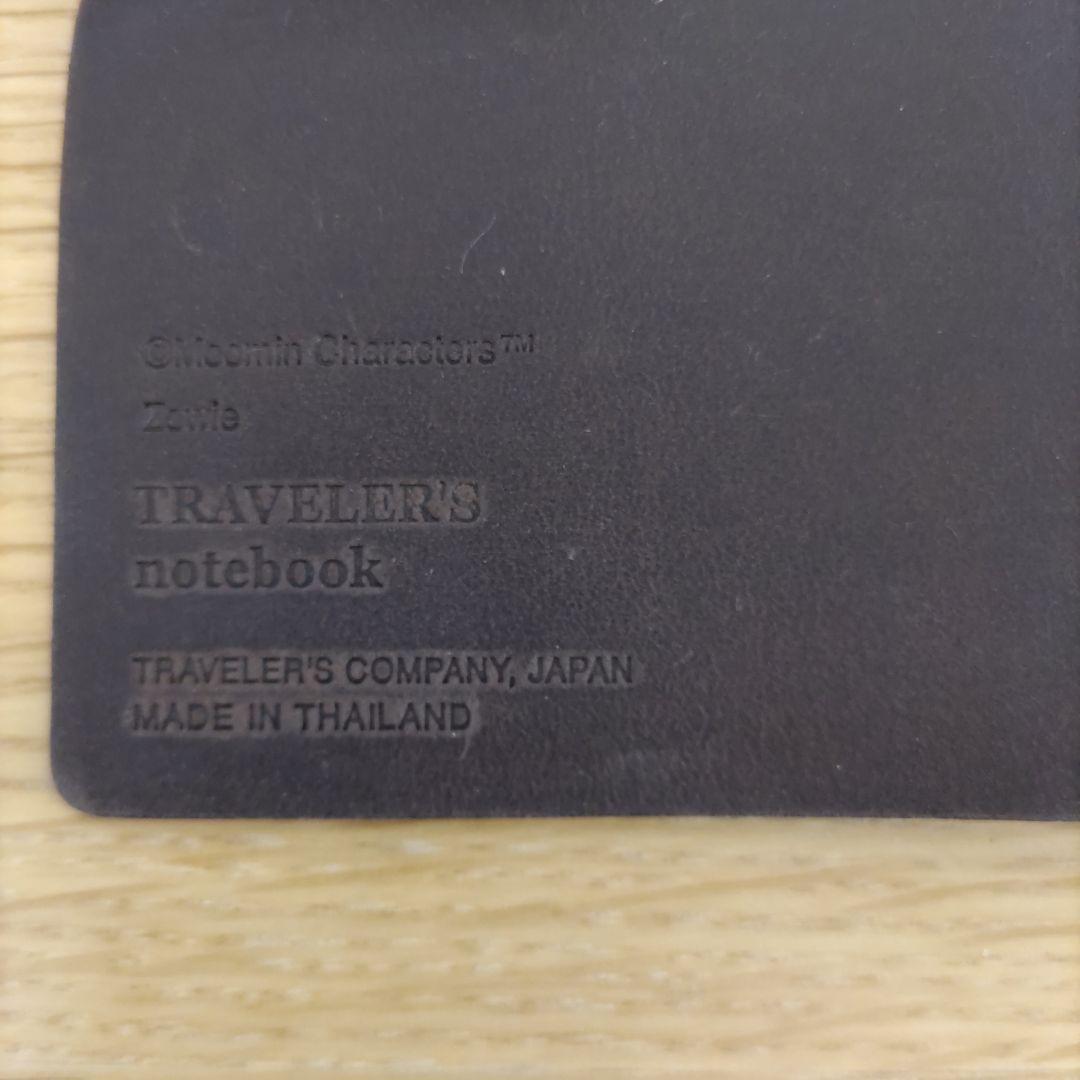 ©Moomin Characters™
Zowie
TRAVELER'S
notebook
TRAVELER'S COMPANY, JAPAN
MADE IN THAILAND